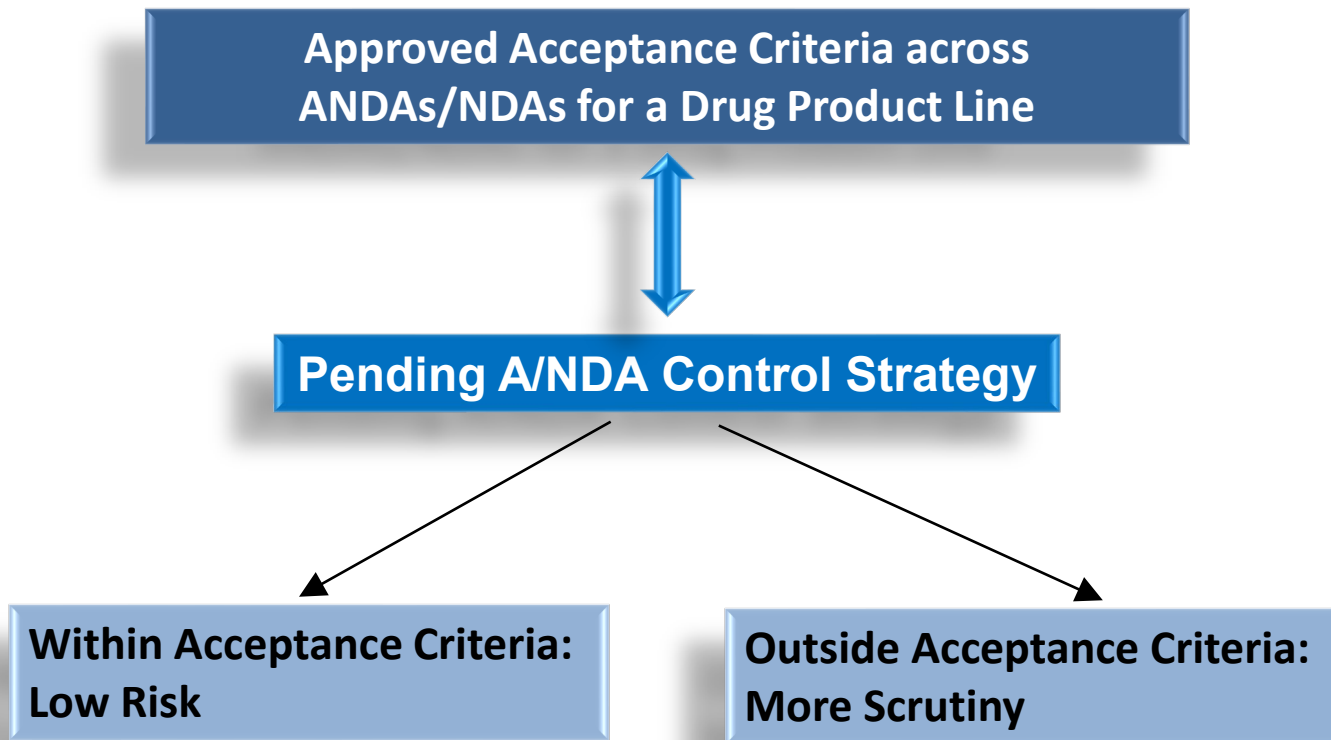 Approved Acceptance Criteria across
ANDAs/NDAs for a Drug Product Line
Pending A/NDA Control Strategy
Within Acceptance Criteria:
Low Risk
Outside Acceptance Criteria:
More Scrutiny